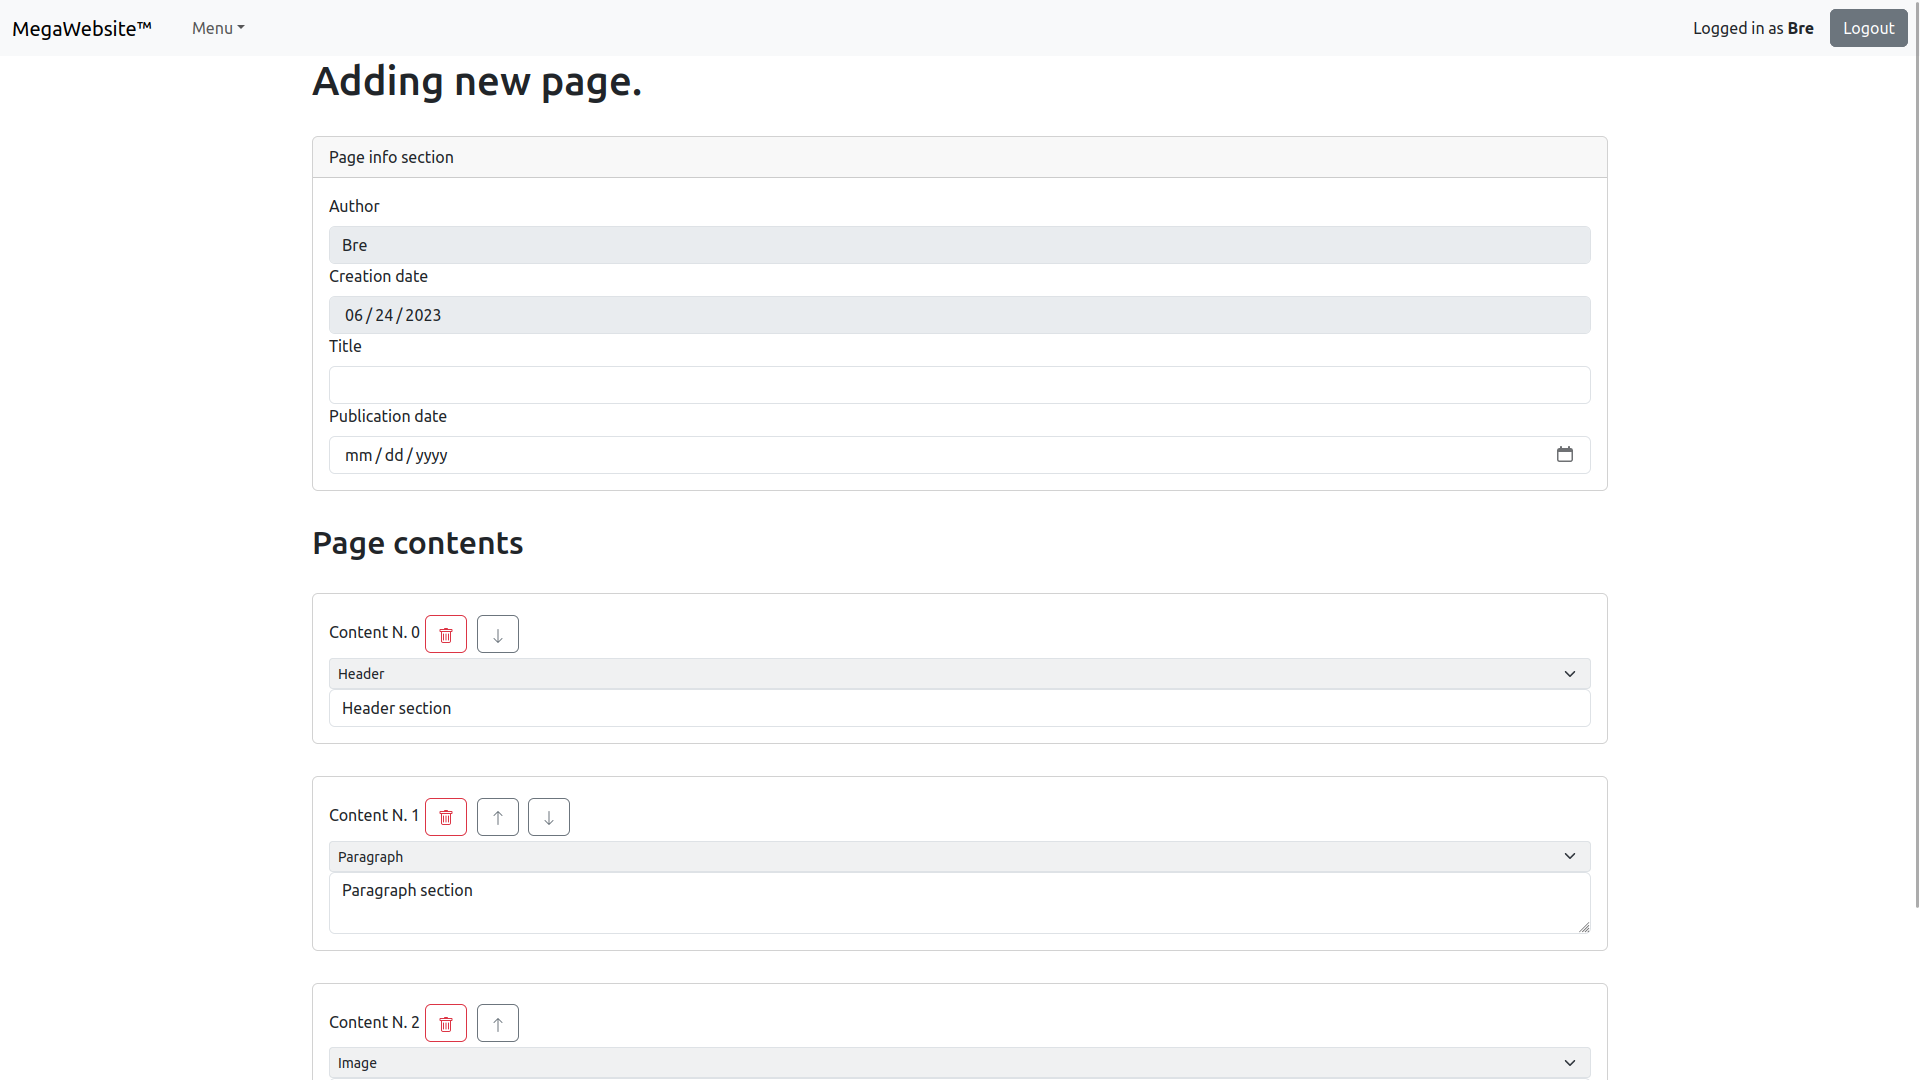 MegaWebsite™ Menu Logged in as Bre Logout
Adding new page.
Page info section
Author
Bre
Creation date
06/24/2023
Title
Publication date
mm/dd/yyyy
Page contents
Content N. 0
Header
Header section
Content N. 1
Paragraph
Paragraph section
Content N. 2
Image